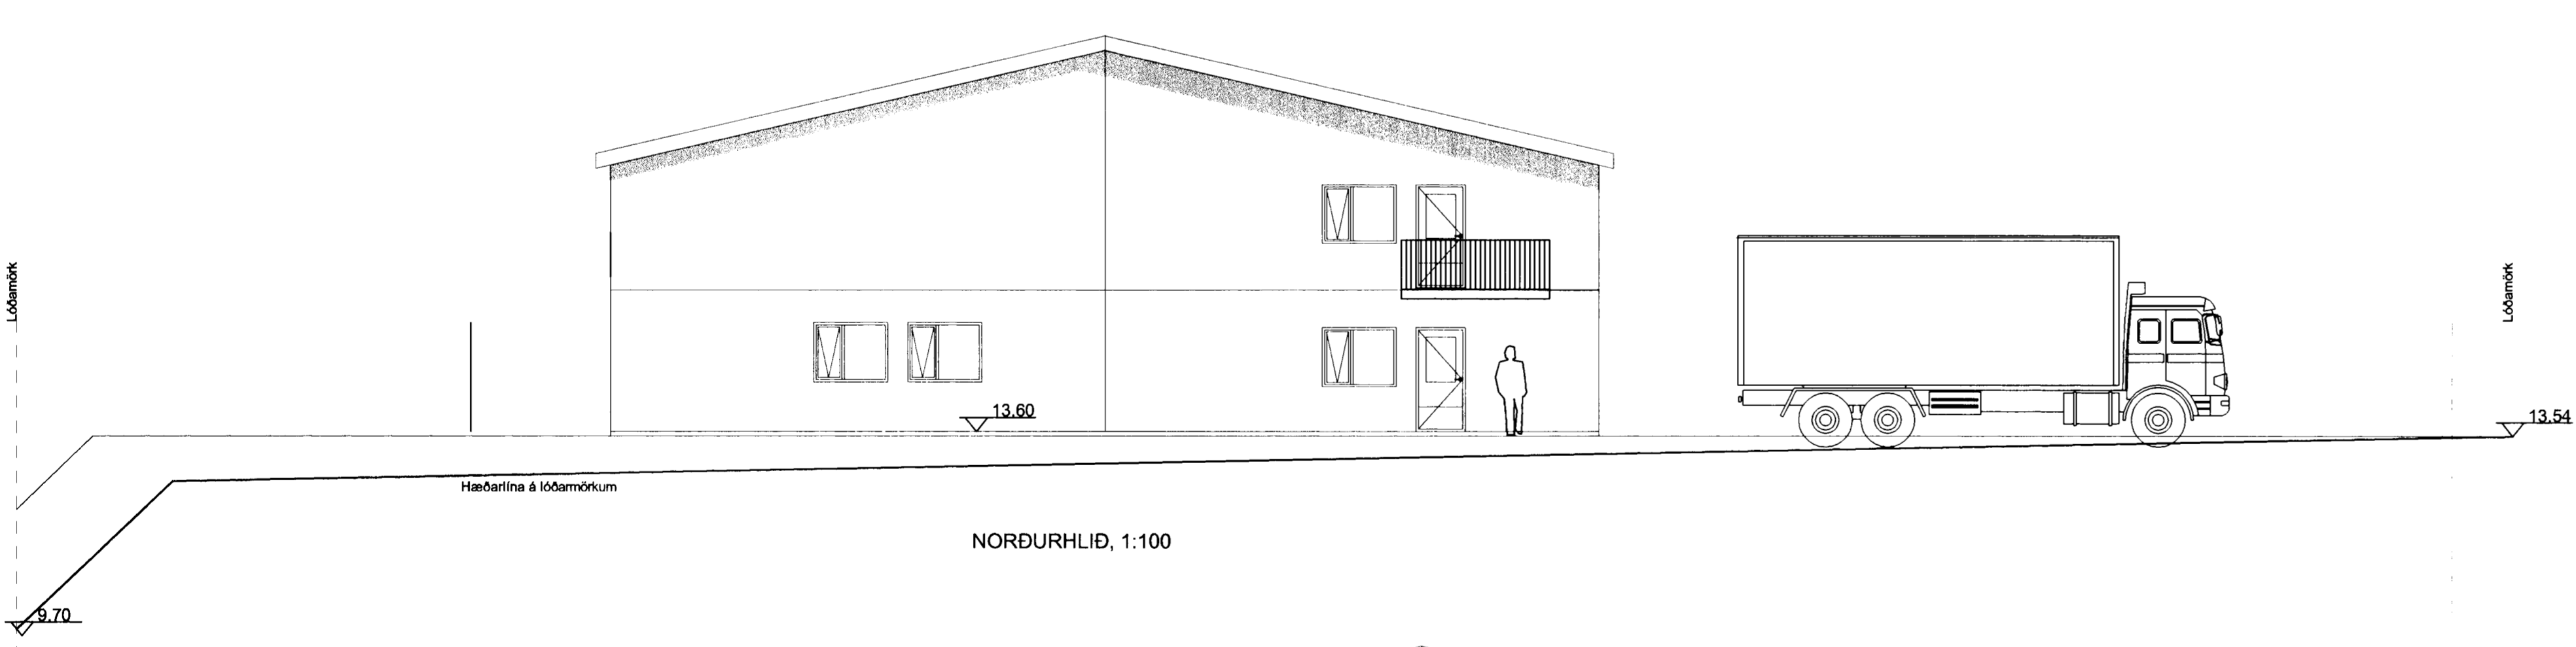 Lóðamörk
Lóðamörk
13.60
13.54
Hæðarlína á lóðarmörkum
NORÐURHLIÐ, 1:100
9.70